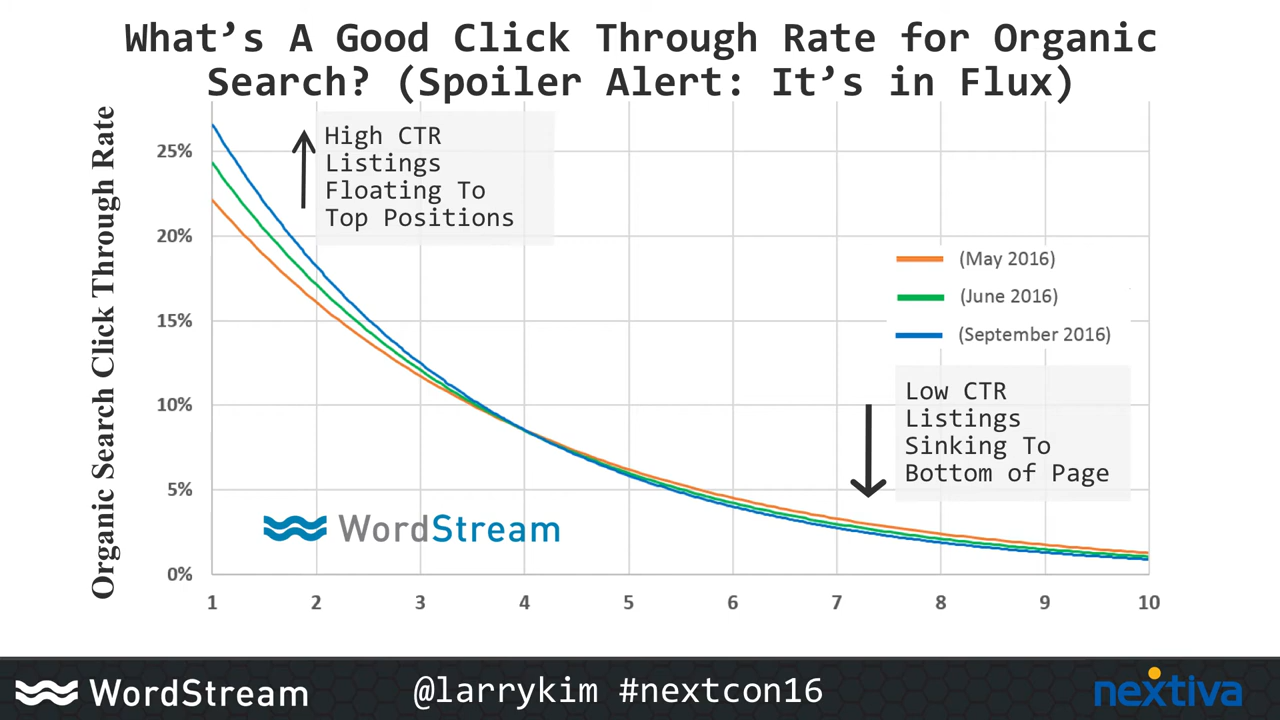 What’s A Good Click Through Rate for Organic
Search? (Spoiler Alert: It’s in Flux)
Organic Search Click Through Rate
High CTR
Listings
Floating To
Top Positions
25%
20%
15%
10%
5%
0%
(May 2016)
(June 2016)
(September 2016)
Low CTR
Listings
Sinking To
Bottom of Page
WordStream
1 2 3 4 5 6 7 8 9 10
WordStream @larrykim #nextcon16 nextiva